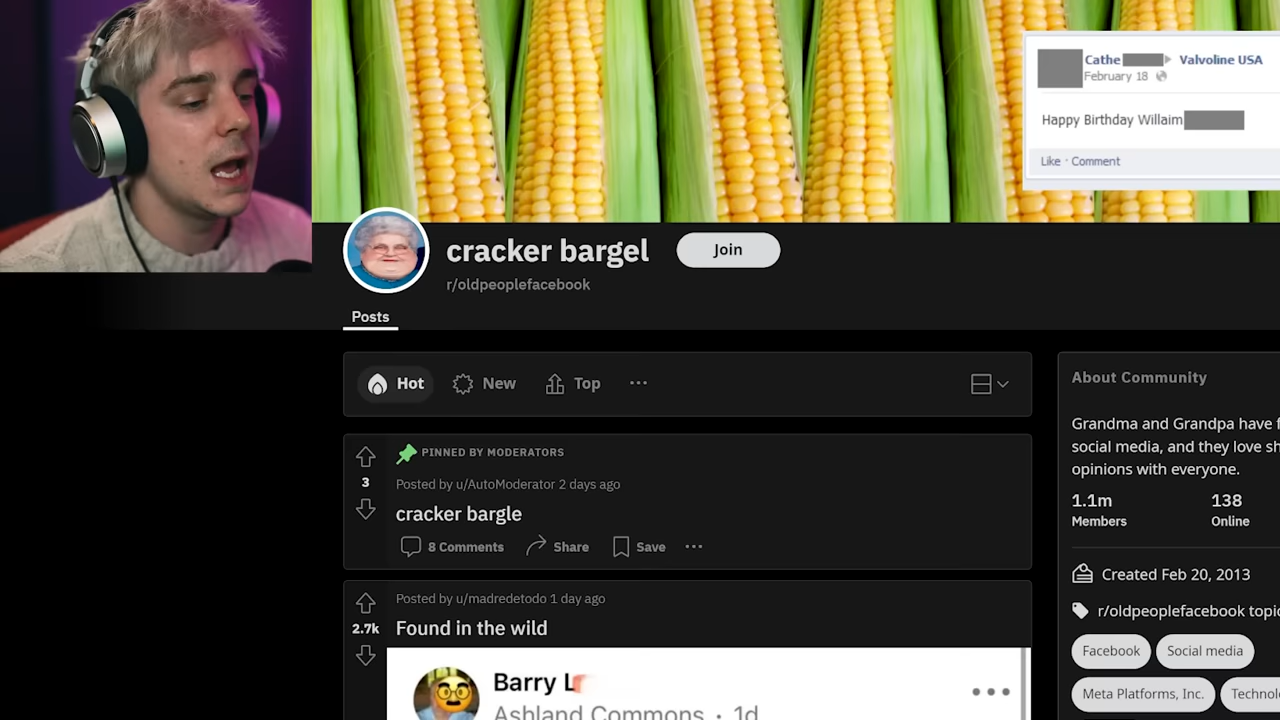 Cathe
Valvoline USA
February 18
Happy Birthday Willaim
Like · Comment
cracker bargel
Join
r/oldpeoplefacebook
Posts
Hot
New
Top
...
About Community
Grandma and Grandpa have f
social media, and they love sh
opinions with everyone.
1.1m
138
Members
Online
Created Feb 20, 2013
r/oldpeoplefacebook topic
Facebook
Social media
Meta Platforms, Inc.
Technolo
PINNED BY MODERATORS
3
Posted by u/AutoModerator 2 days ago
cracker bargle
8 Comments
Share
Save
...
Posted by u/madredetodo 1 day ago
2.7k
Found in the wild
Barry L
Ashland Commons · 1d